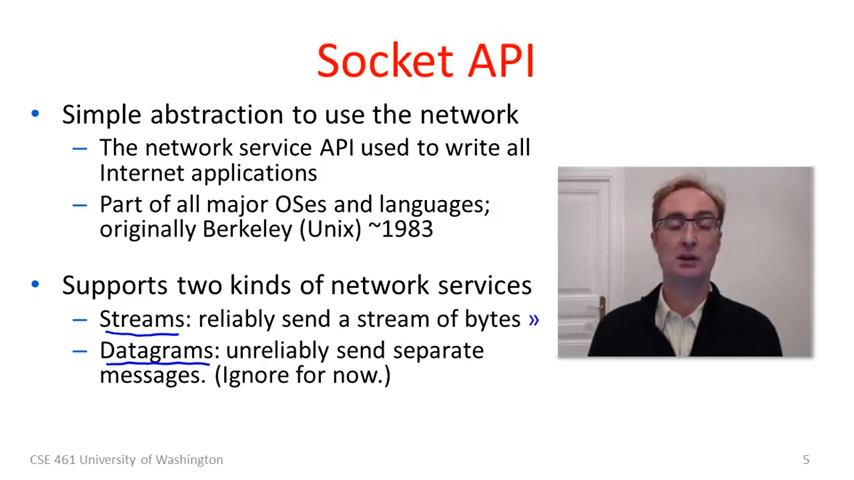 Socket API
• Simple abstraction to use the network
– The network service API used to write all
Internet applications
– Part of all major OSes and languages;
originally Berkeley (Unix) ~1983
• Supports two kinds of network services
– Streams: reliably send a stream of bytes »
– Datagrams: unreliably send separate
messages. (Ignore for now.)
CSE 461 University of Washington
5